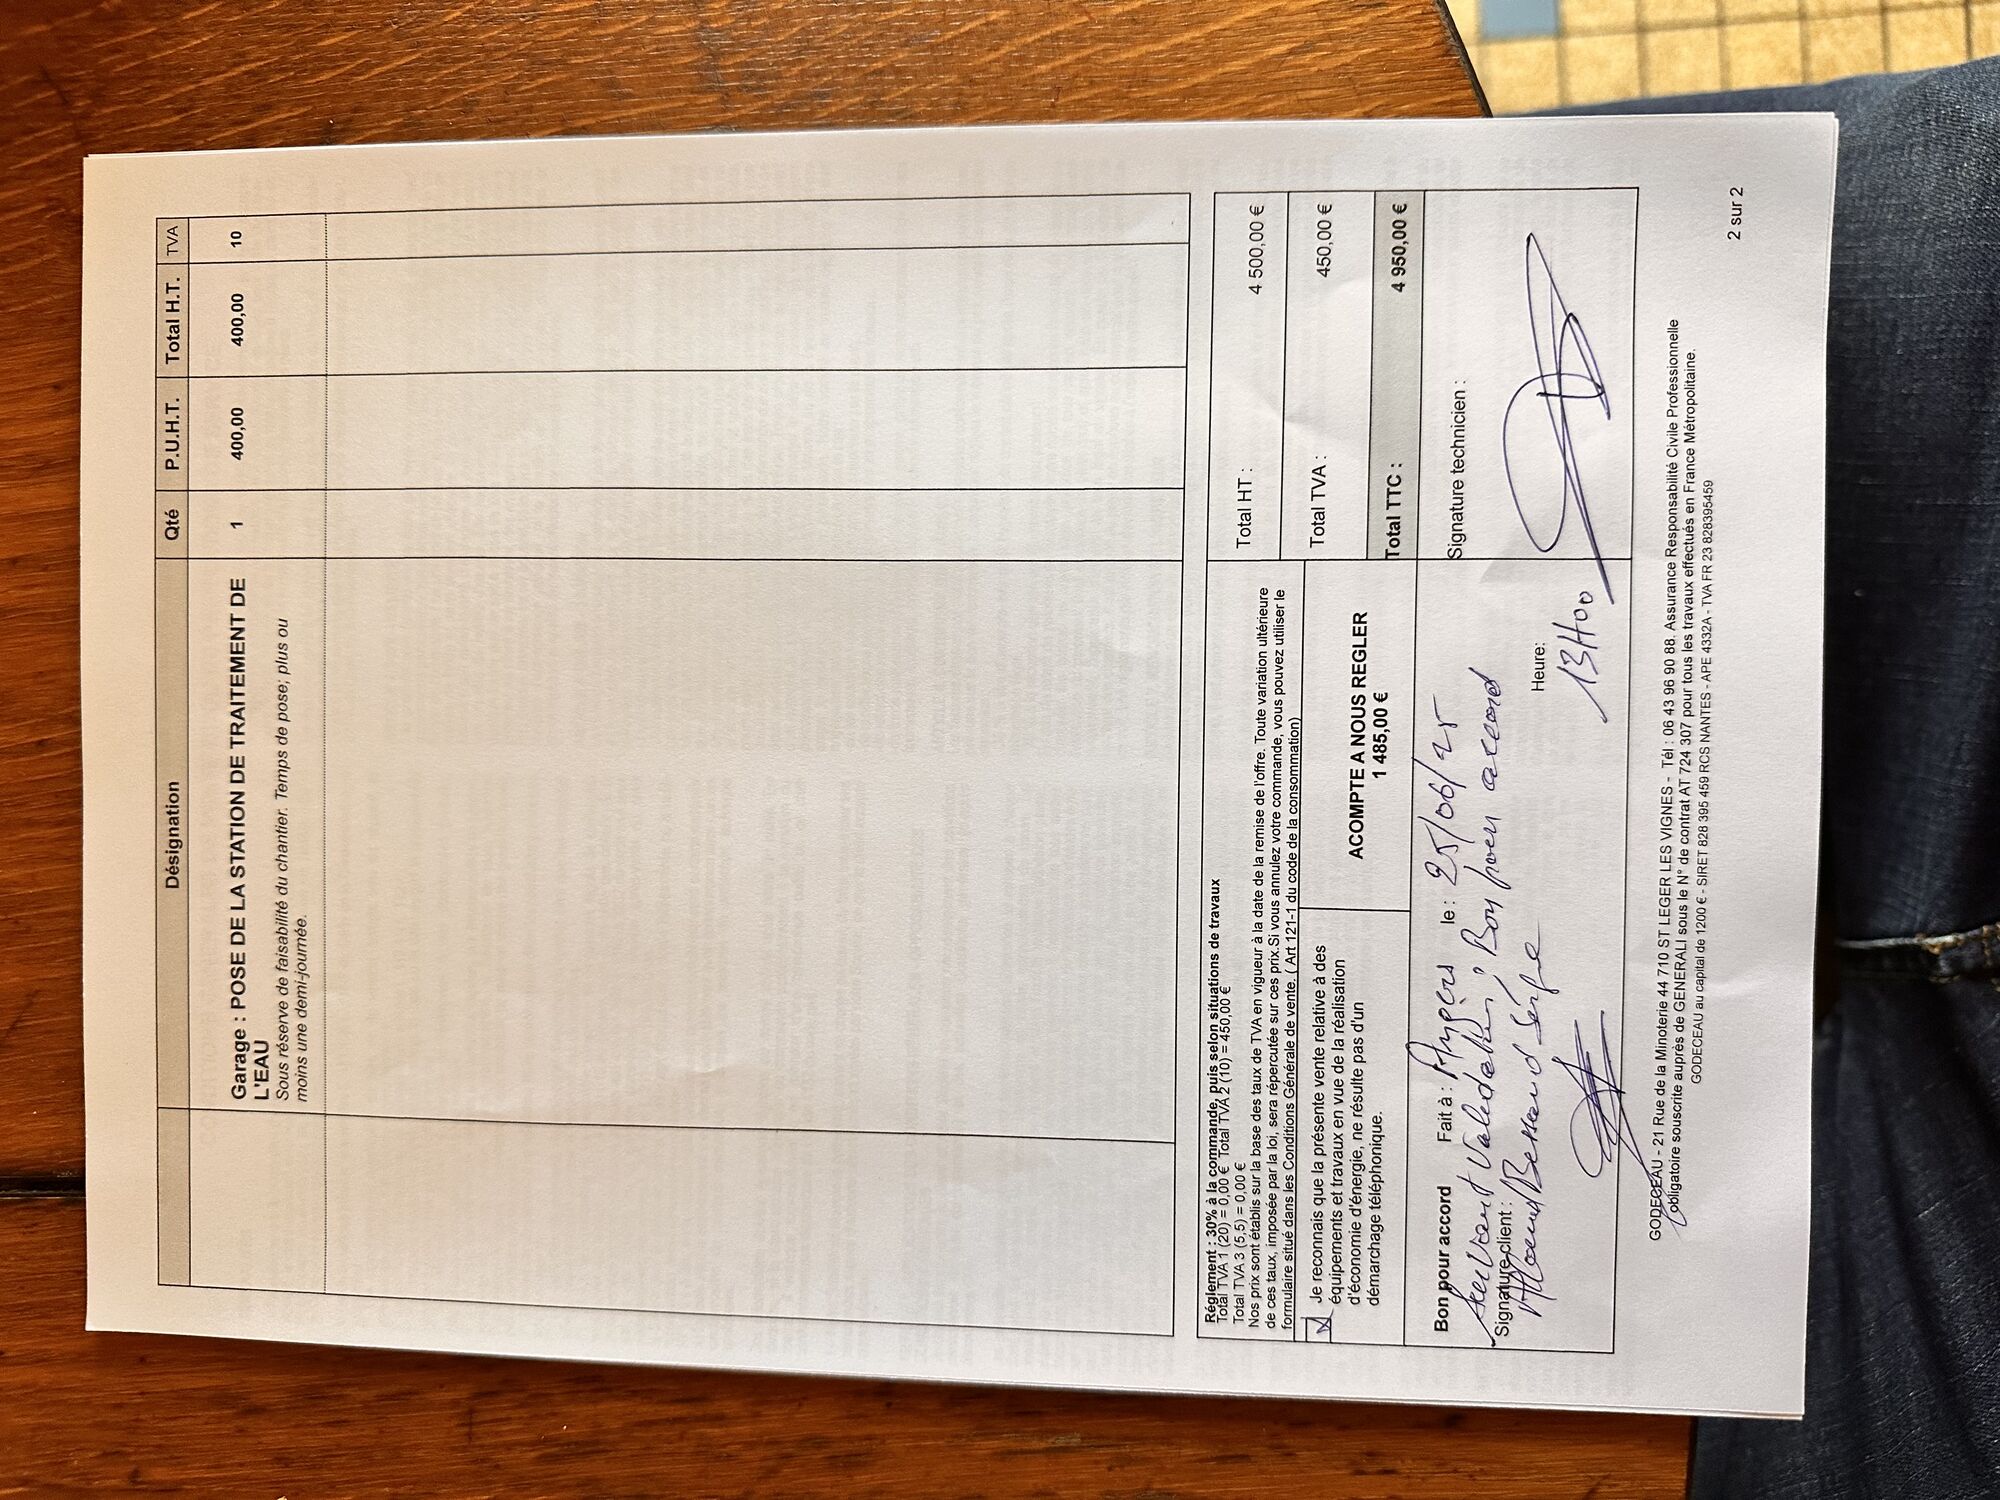 Désignation Qté P.U.H.T. Total H.T. TVA
Garage : POSE DE LA STATION DE TRAITEMENT DE 1 400,00 400,00 10
L'EAU
Sous réserve de faisabilité du chantier. Temps de pose; plus ou
moins une demi-journée.
Réglement : 30% à la commande, puis selon situations de travaux
Total TVA 1 (20) = 0,00 € Total TVA 2 (10) = 450,00 €
Total TVA 3 (5,5) = 0,00 €
Nos prix sont établis sur la base des taux de TVA en vigueur à la date de la remise de l'offre. Toute variation ultérieure
de ces taux, imposée par la loi, sera répercutée sur ces prix.Si vous annulez votre commande, vous pouvez utiliser le
formulaire situé dans les Conditions Générale de vente. ( Art 121-1 du code de la consommation)
Total HT : 4 500,00 €
Total TVA : 450,00 €
Total TTC : 4 950,00 €
Je reconnais que la présente vente relative à des
équipements et travaux en vue de la réalisation
d'économie d'énergie, ne résulte pas d'un
démarchage téléphonique.
ACOMPTE A NOUS REGLER
1 485,00 €
Bon pour accord Fait à : Angers le : 25/06/25
Bon pour accord
Signature client :
Heure:
13H00
Signature technicien :
GODECEAU - 21 Rue de la Minoterie 44 710 ST LEGER LES VIGNES - Tél : 06 43 96 90 88. Assurance Responsabilité Civile Professionnelle
obligatoire souscrite auprés de GENERALI sous le N° de contrat AT 724 307 pour tous les travaux effectués en France Métropolitaine.
GODECEAU au capital de 1200 € - SIRET 828 395 459 RCS NANTES - APE 4332A - TVA FR 23 828395459
2 sur 2